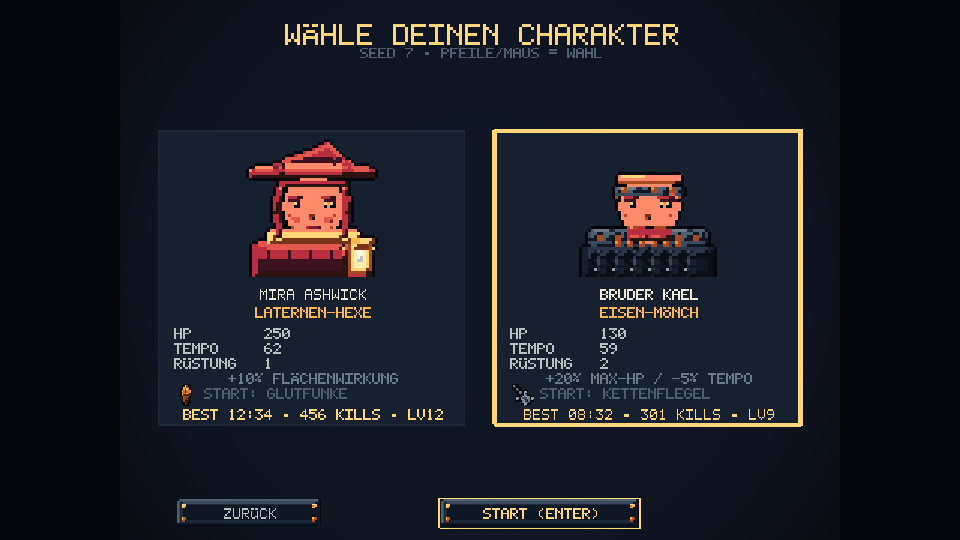 WÄHLE DEINEN CHARAKTER
SEED 7 - PFEILE/MAUS = WAHL
MIRA ASHWICK
LATERNEN-HEXE
HP 250
TEMPO 62
RÜSTUNG 1
+10% FLÄCHENWIRKUNG
START: GLUTFUNKE
BEST 12:34 - 456 KILLS - LV12
BRUDER KAEL
EISEN-MÖNCH
HP 130
TEMPO 59
RÜSTUNG 2
+20% MAX-HP / -5% TEMPO
START: KETTENFLEGEL
BEST 08:32 - 301 KILLS - LV9
ZURÜCK
START (ENTER)